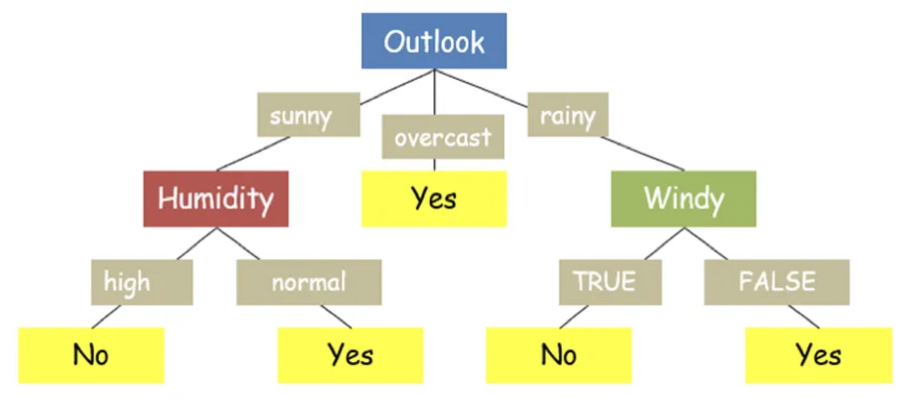 Outlook
sunny
overcast
rainy
Humidity
Yes
Windy
high
normal
TRUE
FALSE
No
Yes
No
Yes